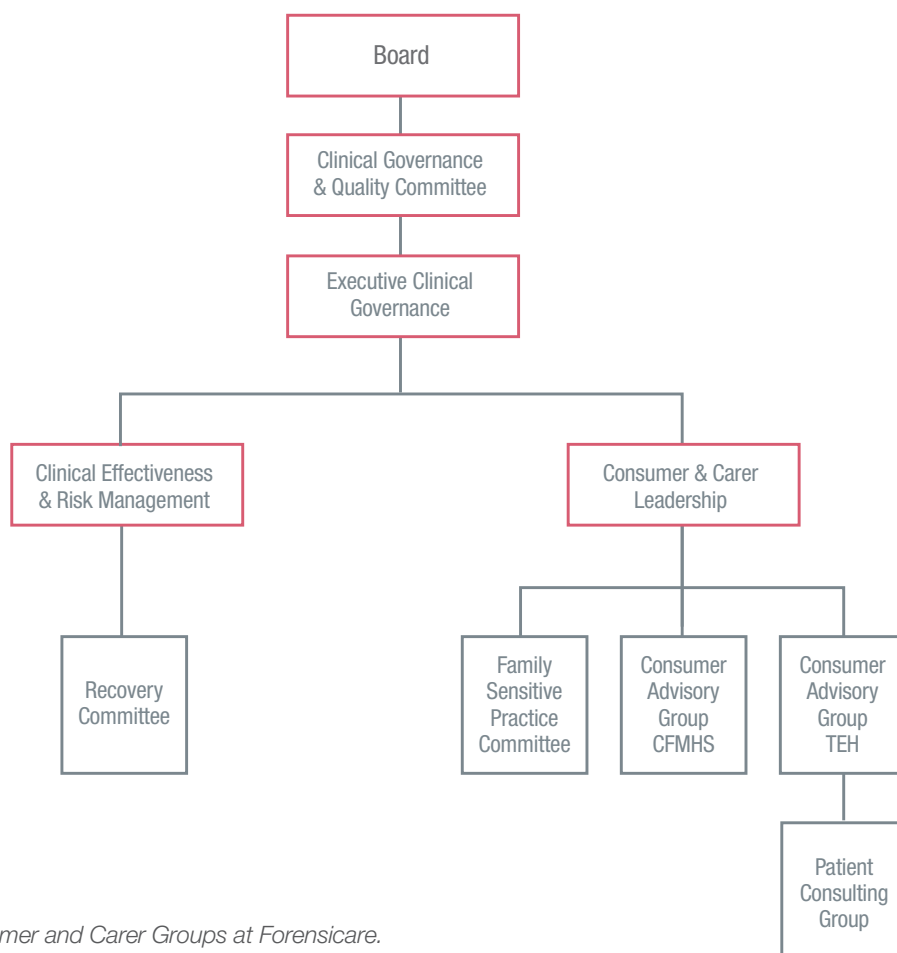 Board
Clinical Governance
& Quality Committee
Executive Clinical
Governance
Clinical Effectiveness
& Risk Management
Consumer & Carer
Leadership
Recovery
Committee
Family
Sensitive
Practice
Committee
Consumer
Advisory
Group
CFMHS
Consumer
Advisory
Group
TEH
Patient
Consulting
Group
mer and Carer Groups at Forensicare.